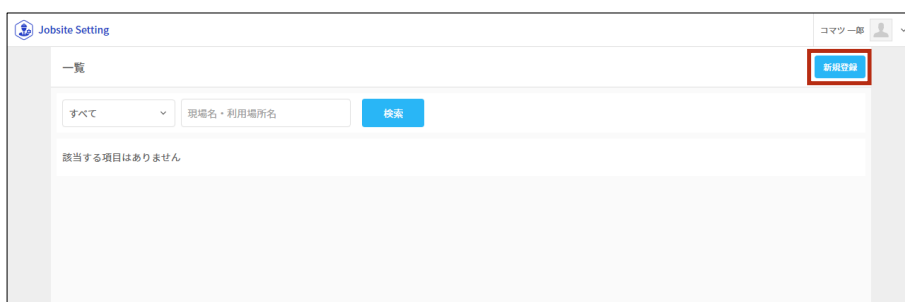 Jobsite Setting
コマツ 一郎
一覧
新規登録
すべて
現場名・利用場所名
検索
該当する項目はありません